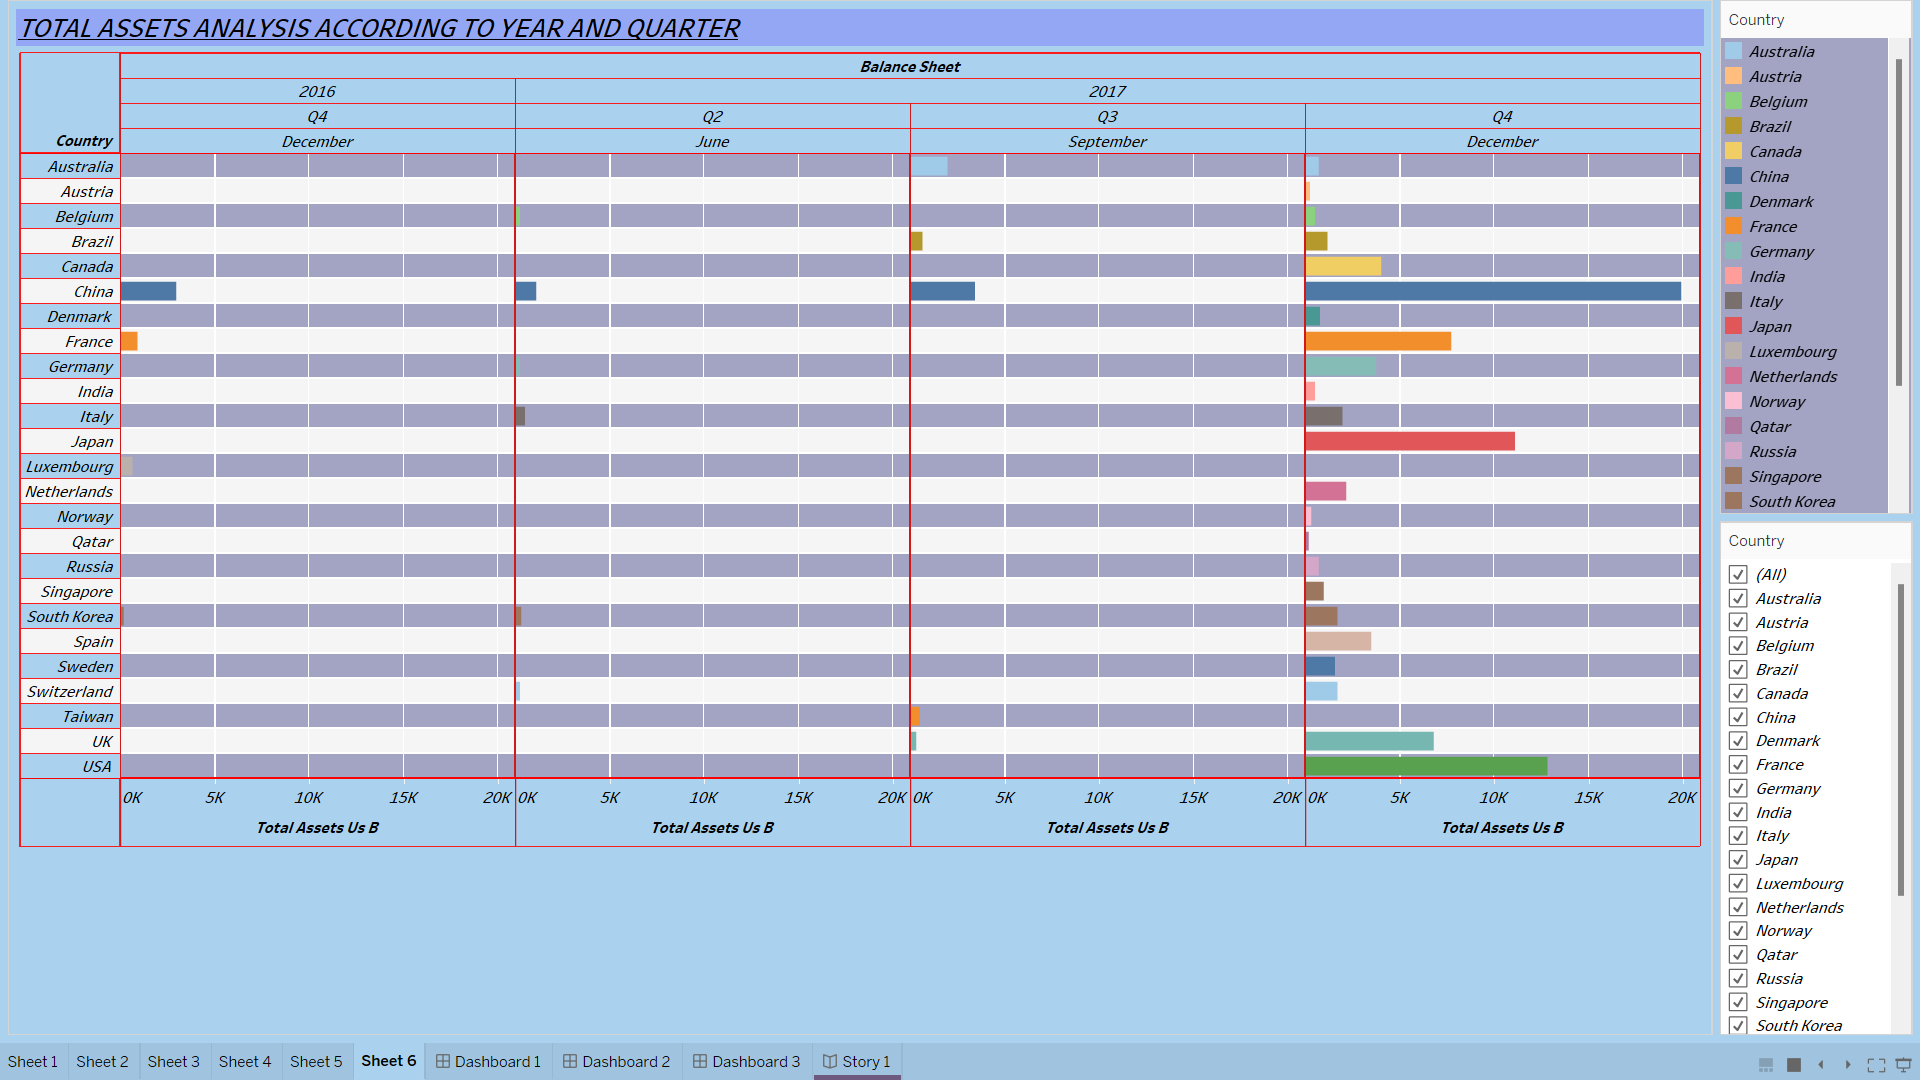 TOTAL ASSETS ANALYSIS ACCORDING TO YEAR AND QUARTER
Balance Sheet
2016 2017
Q4 Q2 Q3 Q4
Country December June September December
Australia
Austria
Belgium
Brazil
Canada
China
Denmark
France
Germany
India
Italy
Japan
Luxembourg
Netherlands
Norway
Qatar
Russia
Singapore
South Korea
Spain
Sweden
Switzerland
Taiwan
UK
USA
0K 5K 10K 15K 20K 0K 5K 10K 15K 20K 0K 5K 10K 15K 20K 0K 5K 10K 15K 20K
Total Assets Us B Total Assets Us B Total Assets Us B Total Assets Us B
Country
Australia
Austria
Belgium
Brazil
Canada
China
Denmark
France
Germany
India
Italy
Japan
Luxembourg
Netherlands
Norway
Qatar
Russia
Singapore
South Korea
Country
(All)
Australia
Austria
Belgium
Brazil
Canada
China
Denmark
France
Germany
India
Italy
Japan
Luxembourg
Netherlands
Norway
Qatar
Russia
Singapore
South Korea
Sheet 1 Sheet 2 Sheet 3 Sheet 4 Sheet 5 Sheet 6 Dashboard 1 Dashboard 2 Dashboard 3 Story 1